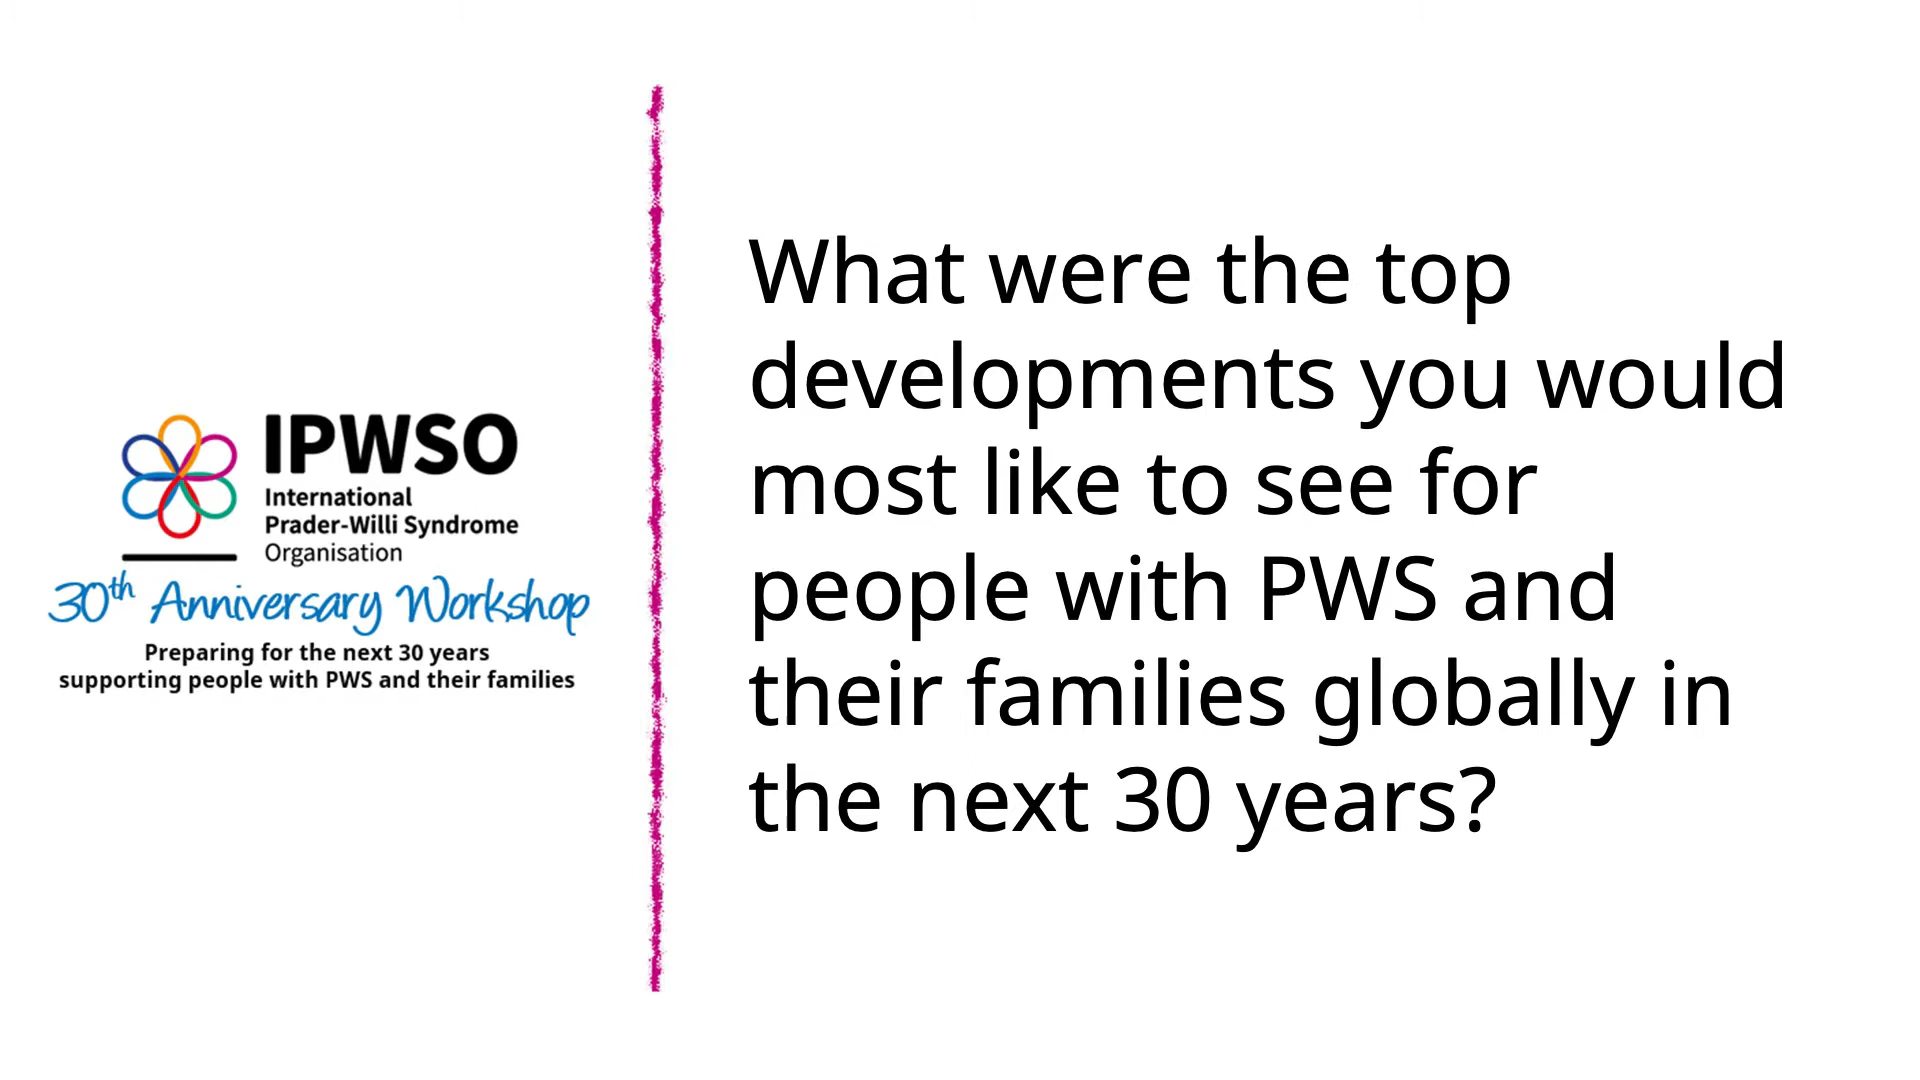 IPWSO
International
Prader-Willi Syndrome
Organisation
30th Anniversary Workshop
Preparing for the next 30 years
supporting people with PWS and their families
What were the top
developments you would
most like to see for
people with PWS and
their families globally in
the next 30 years?